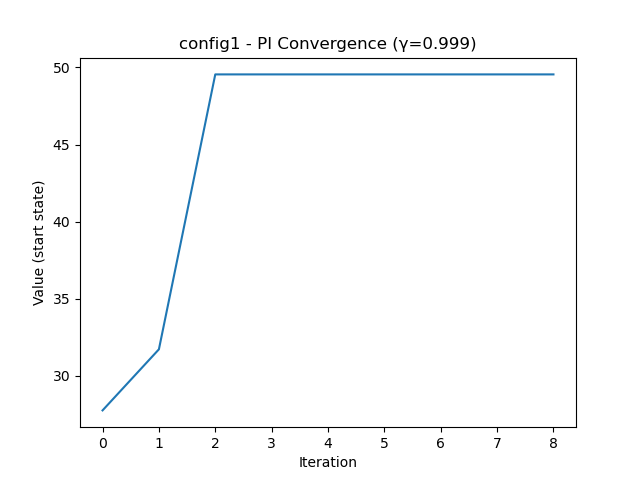 config1 - PI Convergence (γ=0.999)
50
45
40
35
30
Value (start state)
0 1 2 3 4 5 6 7 8
Iteration